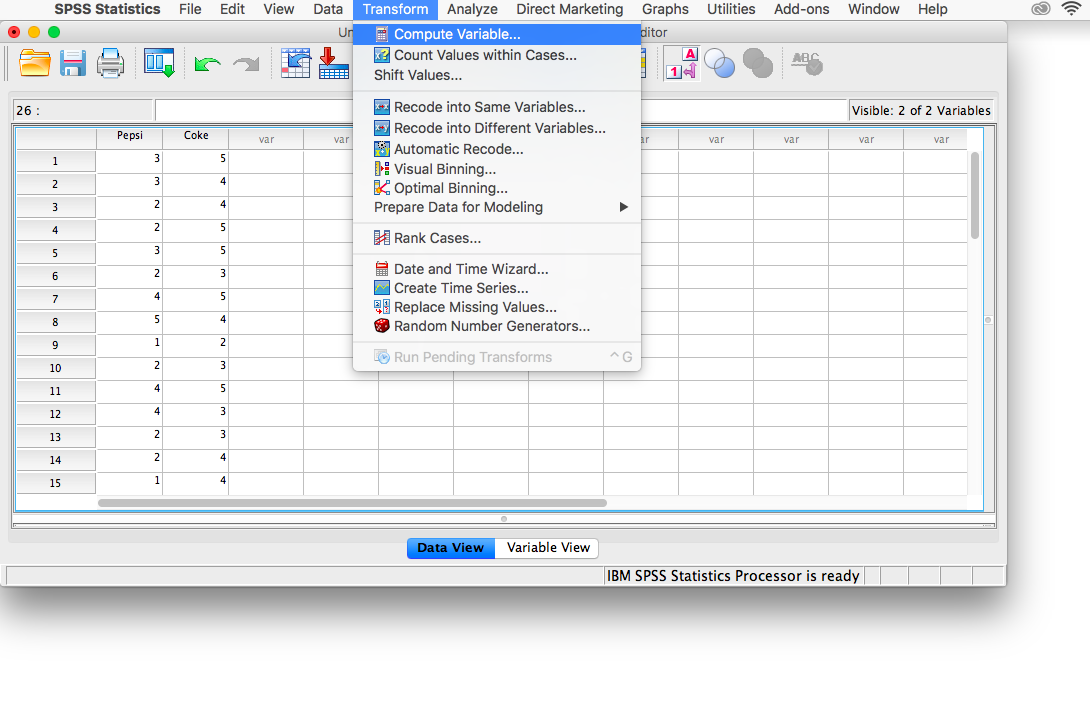 SPSS Statistics File Edit View Data Transform Analyze Direct Marketing Graphs Utilities Add-ons Window Help
Un
itor
Compute Variable...
Count Values within Cases...
Shift Values...
Recode into Same Variables...
Recode into Different Variables...
Automatic Recode...
Visual Binning...
Optimal Binning...
Prepare Data for Modeling ▶
Rank Cases...
Date and Time Wizard...
Create Time Series...
Replace Missing Values...
Random Number Generators...
Run Pending Transforms ^G
A
1
ABC
26 :
Visible: 2 of 2 Variables
Pepsi Coke var var ar var var var var
1 3 5
2 3 4
3 2 4
4 2 5
5 3 5
6 2 3
7 4 5
8 5 4
9 1 2
10 2 3
11 4 5
12 4 3
13 2 3
14 2 4
15 1 4
Data View Variable View
IBM SPSS Statistics Processor is ready